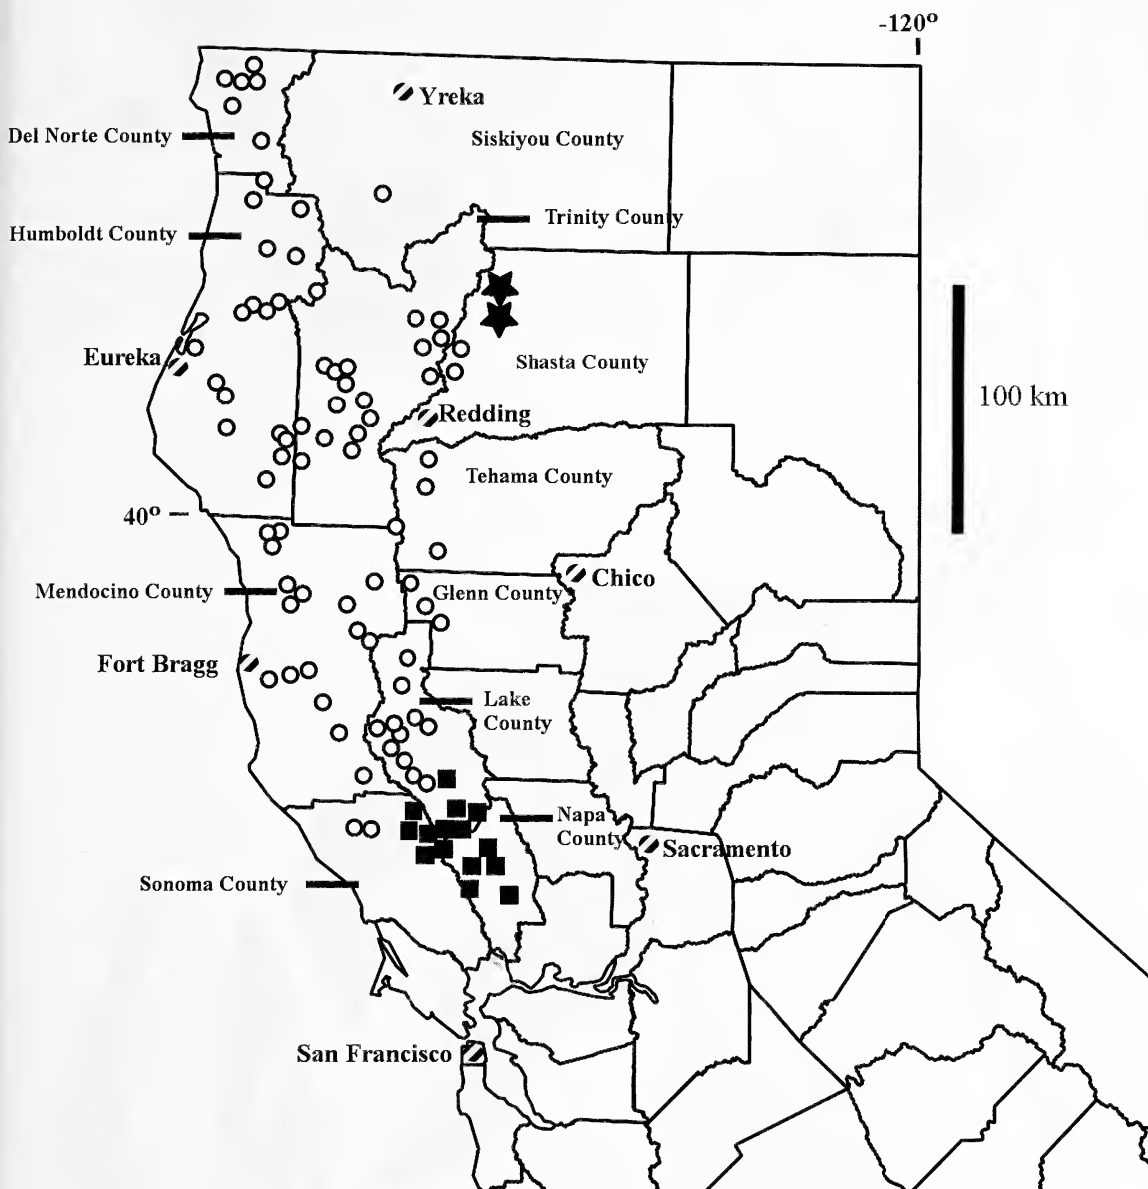 -120°
Yreka
Del Norte County
Siskiyou County
Trinity County
Humboldt County
Eureka
Shasta County
100 km
Redding
Tehama County
40°
Chico
Mendocino County
Glenn County
Fort Bragg
Lake
County
Napa
County
Sacramento
Sonoma County
San Francisco